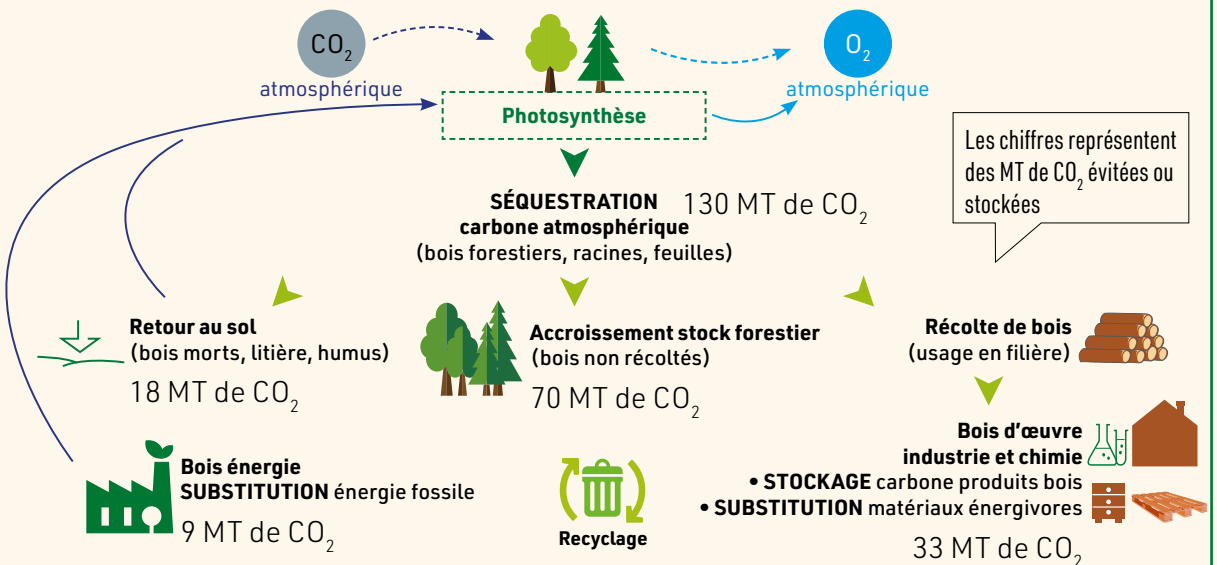 CO₂
atmosphérique
O₂
atmosphérique
Photosynthèse
Les chiffres représentent
des MT de CO₂ évitées ou
stockées
SÉQUESTRATION
carbone atmosphérique
(bois forestiers, racines, feuilles)
130 MT de CO₂
Retour au sol
(bois morts, litière, humus)
18 MT de CO₂
Accroissement stock forestier
(bois non récoltés)
70 MT de CO₂
Récolte de bois
(usage en filière)
Bois énergie
SUBSTITUTION énergie fossile
9 MT de CO₂
Recyclage
Bois d'œuvre
industrie et chimie
• STOCKAGE carbone produits bois
• SUBSTITUTION matériaux énergivores
33 MT de CO₂